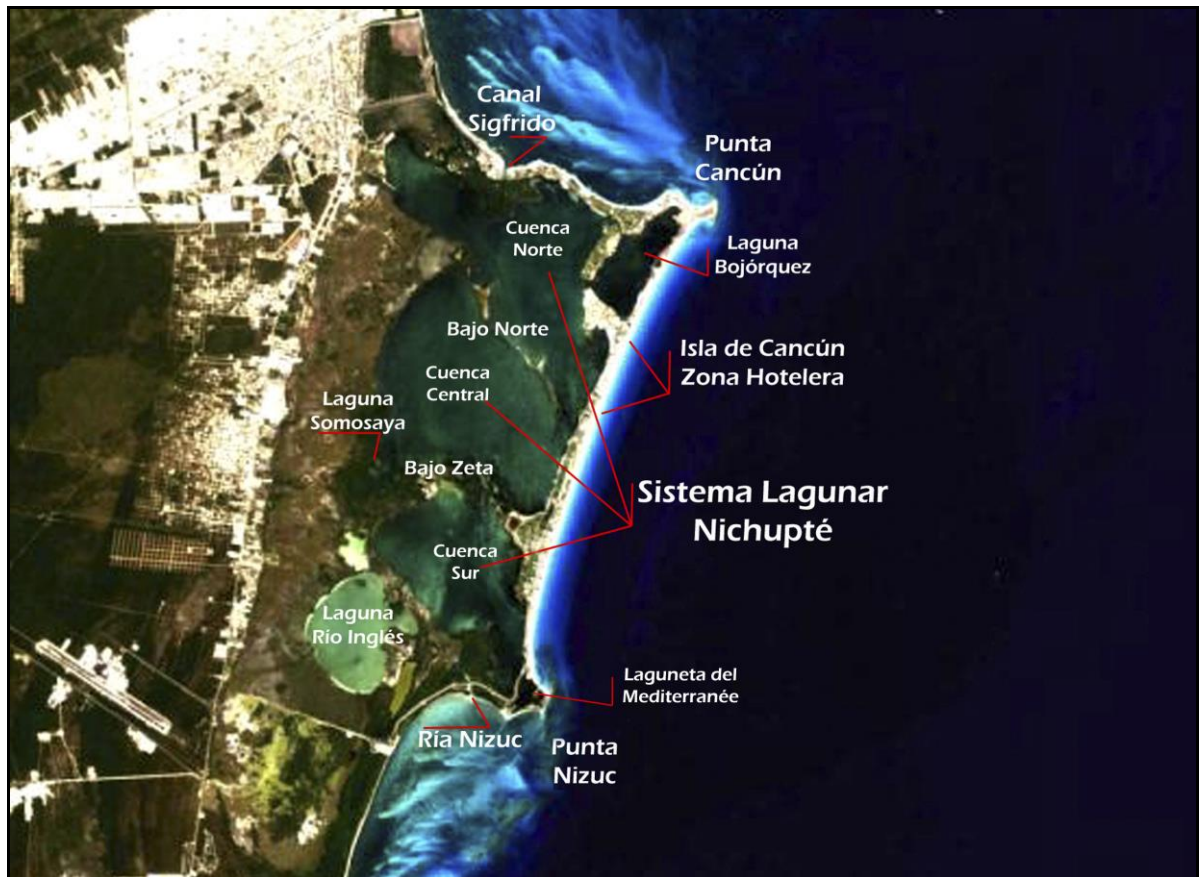 Canal
Sigfrido
Punta
Cancún
Cuenca
Norte
Laguna
Bojórquez
Bajo Norte
Isla de Cancún
Zona Hotelera
Cuenca
Central
Laguna
Somosaya
Bajo Zeta
Sistema Lagunar
Nichupté
Cuenca
Sur
Laguna
Río Inglés
Laguneta del
Mediterranée
Ría Nizuc
Punta
Nizuc